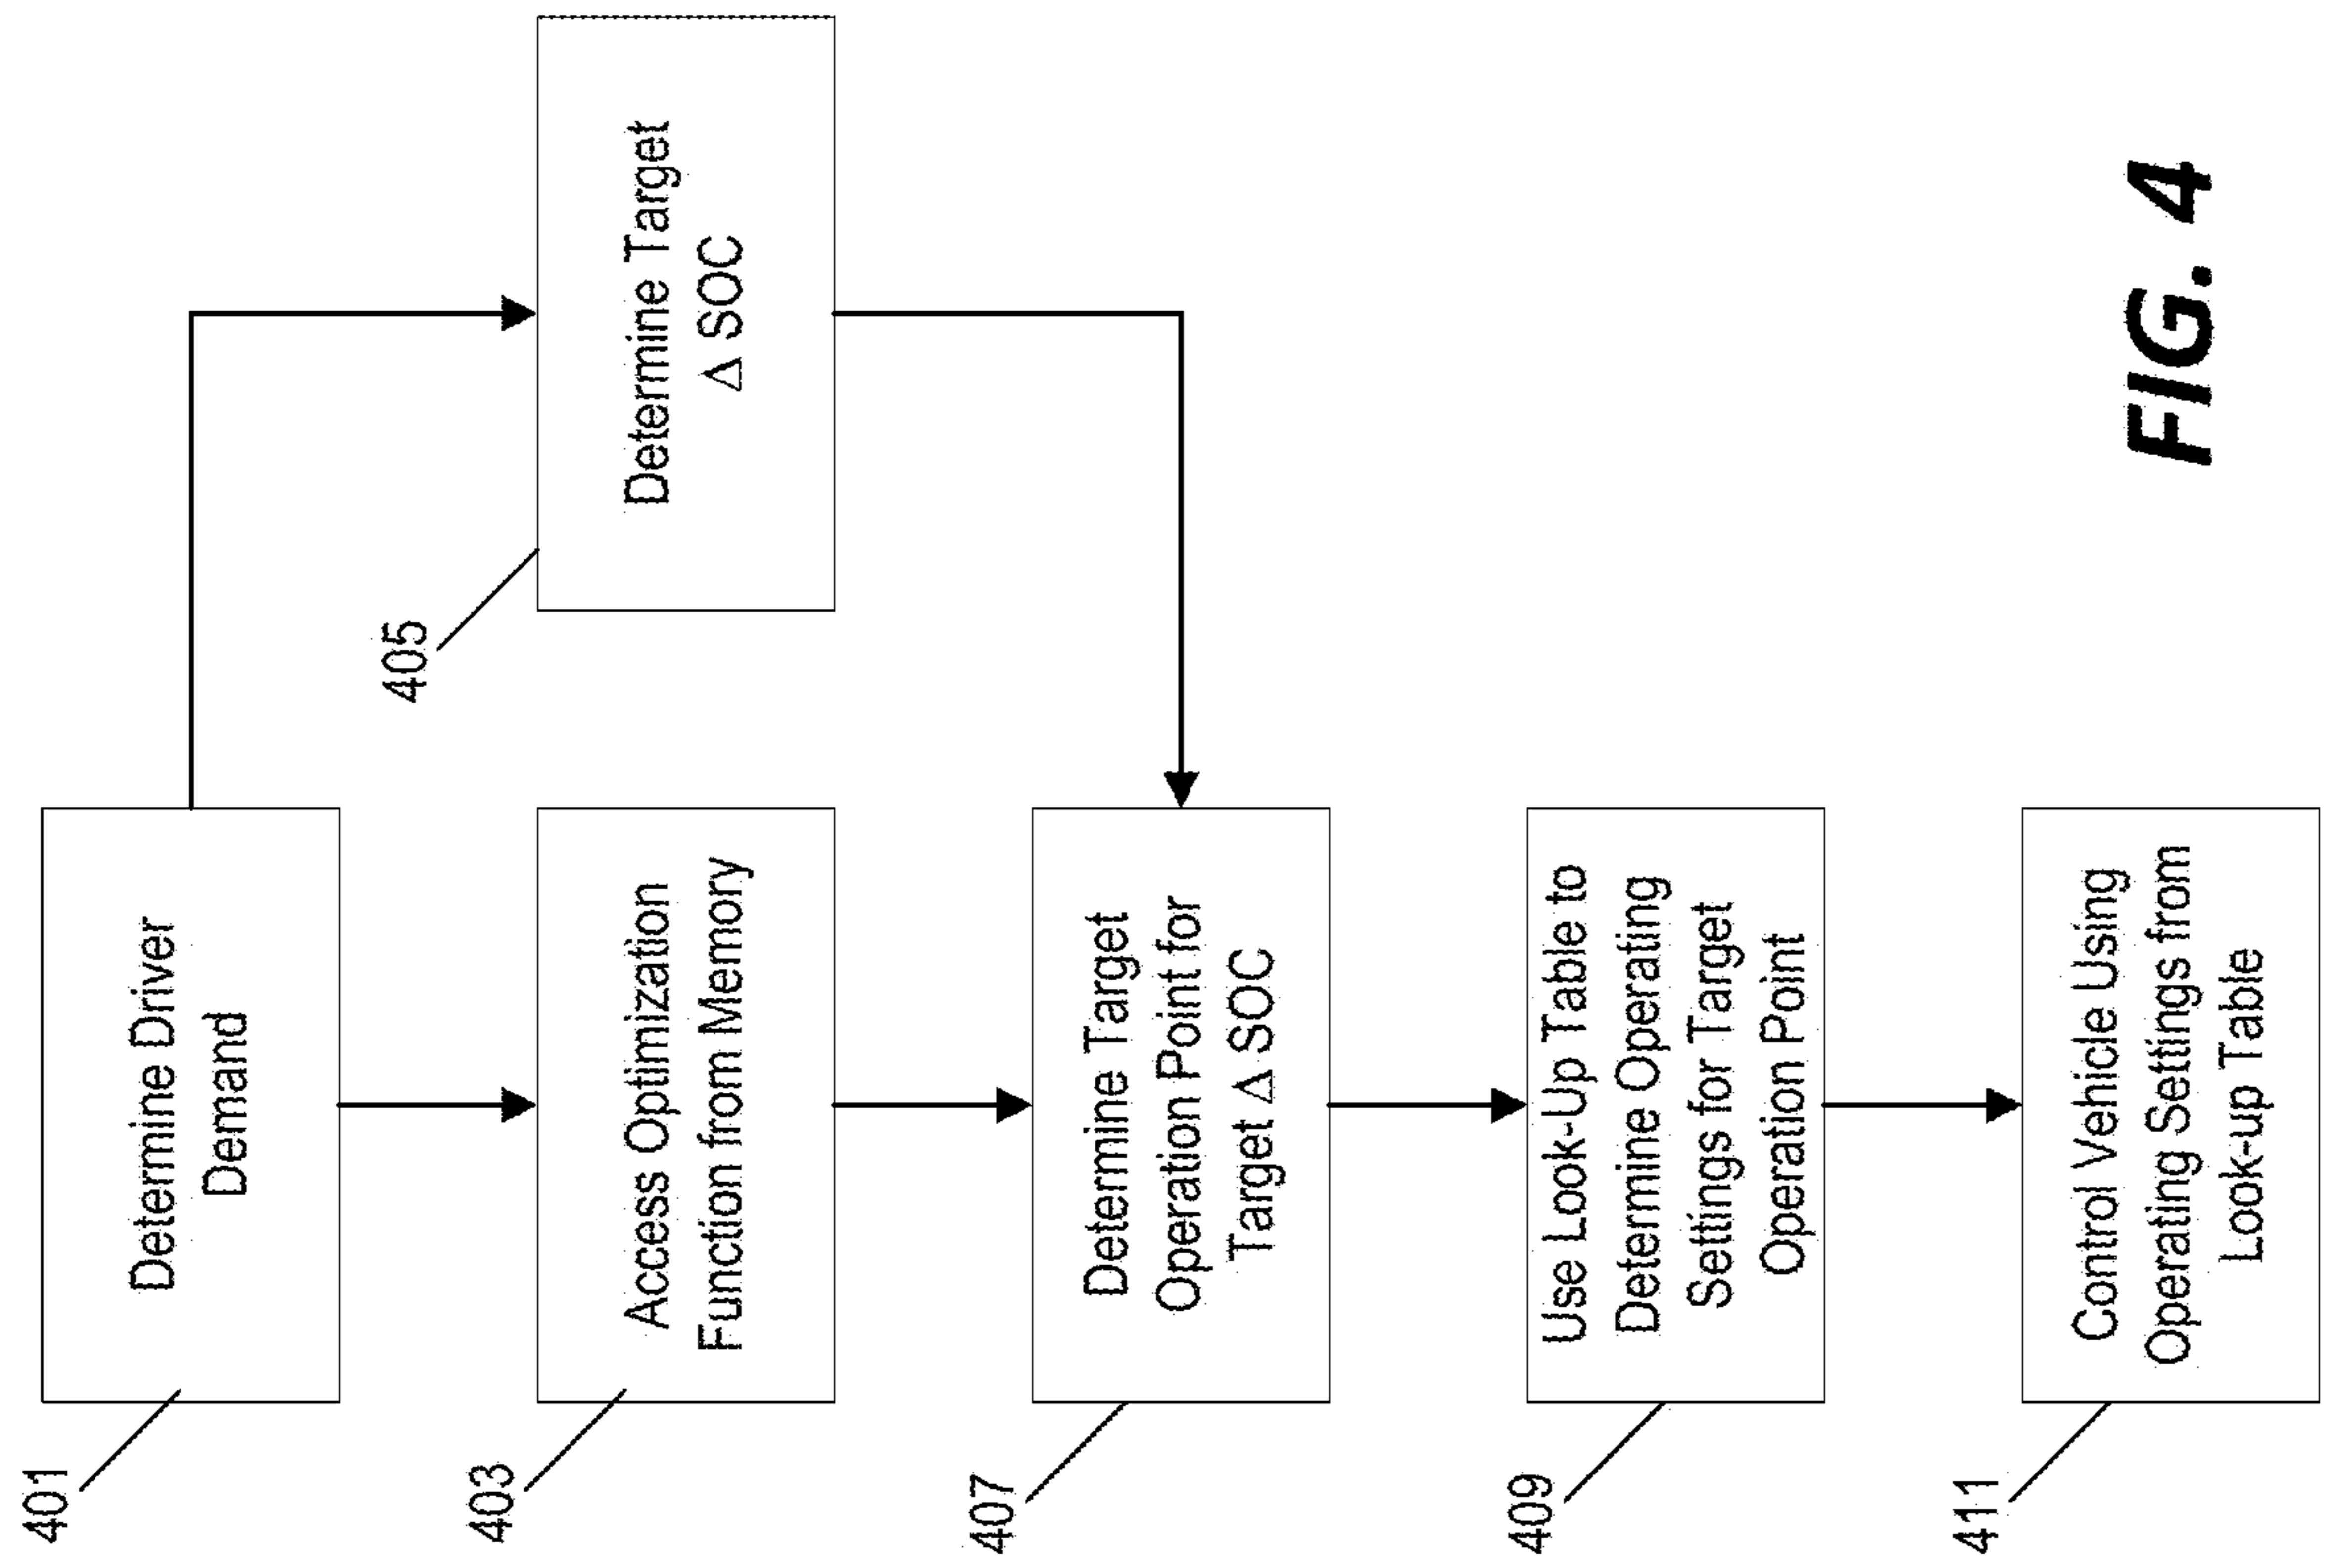 401
Determine Driver
Demand
403
Access Optimization
Function from Memory
405
Determine Target
Δ SOC
407
Determine Target
Operation Point for
Target Δ SOC
409
Use Look-Up Table to
Determine Operating
Settings for Target
Operation Point
411
Control Vehicle Using
Operating Settings from
Look-up Table
FIG. 4